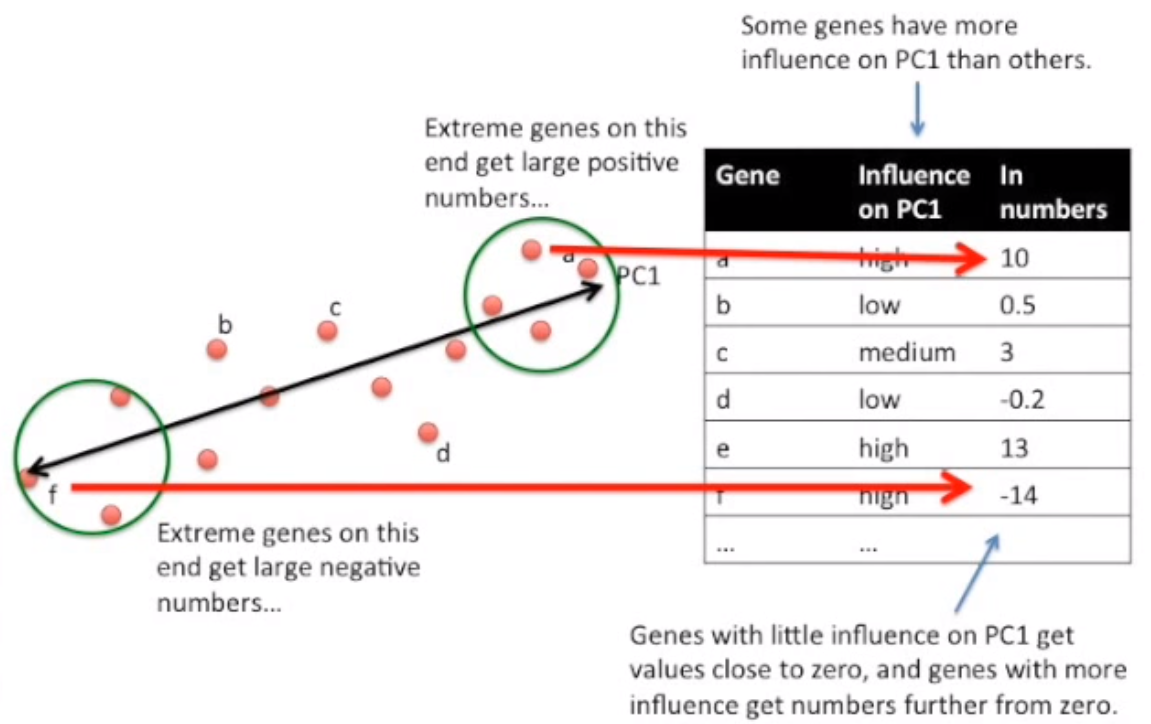 Some genes have more
influence on PC1 than others.
Extreme genes on this
end get large positive
numbers...
Gene Influence on PC1 In numbers
a high 10
b low 0.5
c medium 3
d low -0.2
e high 13
f high -14
... ...
a
PC1
c
b
d
f
Extreme genes on this
end get large negative
numbers...
Genes with little influence on PC1 get
values close to zero, and genes with more
influence get numbers further from zero.